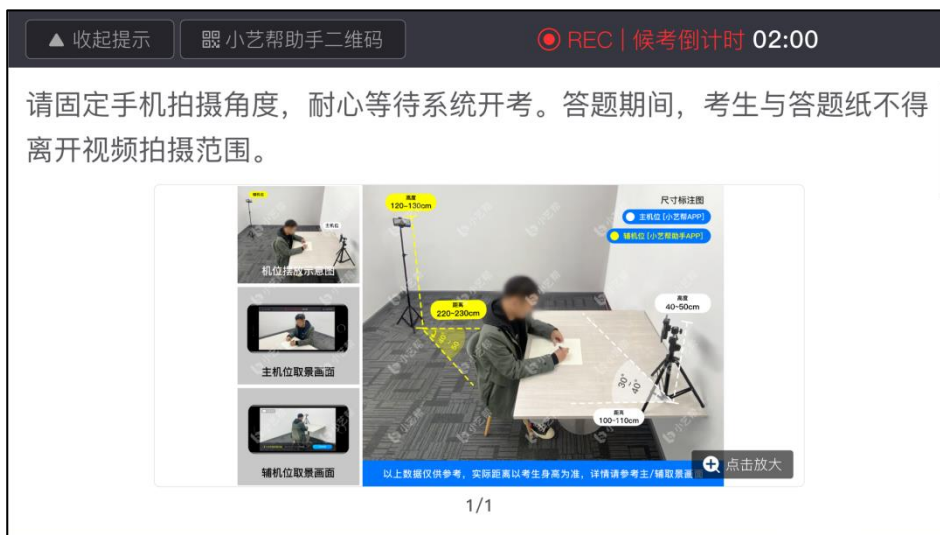 收起提示
小艺帮助手二维码
REC | 候考倒计时 02:00
请固定手机拍摄角度，耐心等待系统开考。答题期间，考生与答题纸不得
离开视频拍摄范围。
辅机位
主机位
机位摆放示意图
主机位取景画面
辅机位取景画面
高度
120~130cm
尺寸标注图
主机位 [小艺帮APP]
辅机位 [小艺帮助手APP]
距离
220~230cm
高度
40~50cm
30°
40°
距离
100~110cm
以上数据仅供参考，实际距离以考生身高为准，详情请参考主/辅取景画
点击放大
1/1